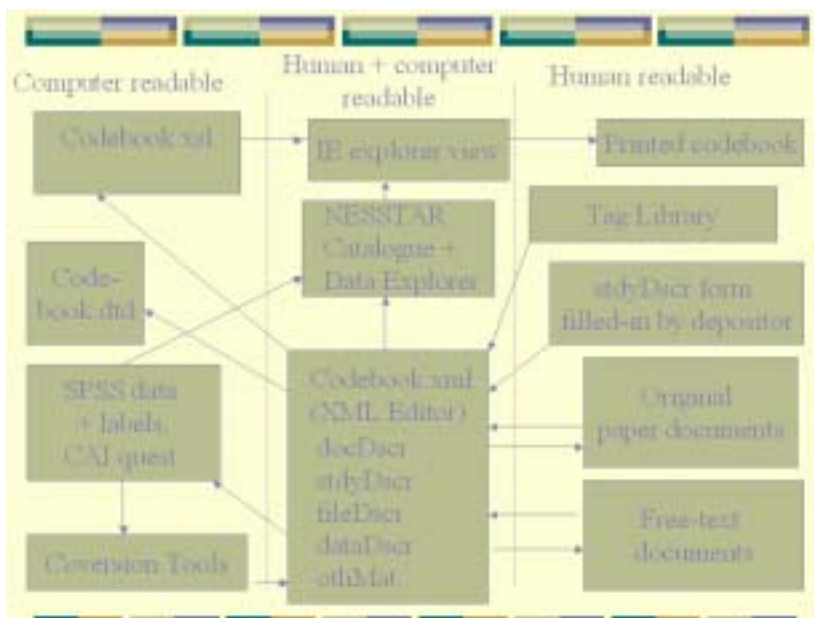 Computer readable
Human + computer
readable
Human readable
Codebook.xsl
IE explorer view
Printed codebook
NESSTAR
Catalogue +
Data Explorer
Tag Library
Code-
book dtd
stdyDscr form
filled-in by depositor
SPSS data
+ labels,
CAI quest
Codebook.xml
(XML Editor)
docDscr
stdyDscr
fileDscr
dataDscr
othMat
Original
paper documents
Coversion Tools
Free-text
documents